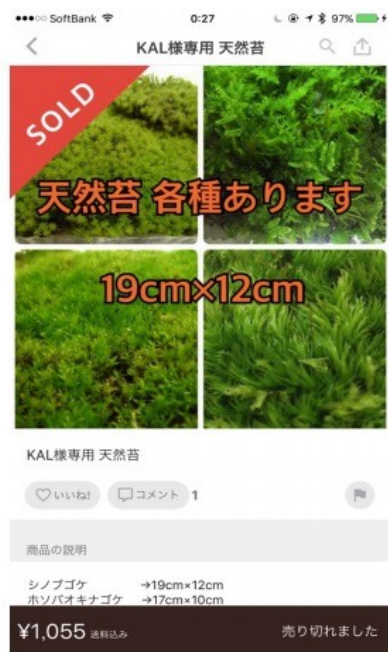 SoftBank 0:27 97%
KAL様専用 天然苔
SOLD
天然苔 各種あります
19cm×12cm
KAL様専用 天然苔
いいね! コメント 1
商品の説明
シノブゴケ →19cm×12cm
ホソバオキナゴケ →17cm×10cm
¥1,055 送料込み 売り切れました